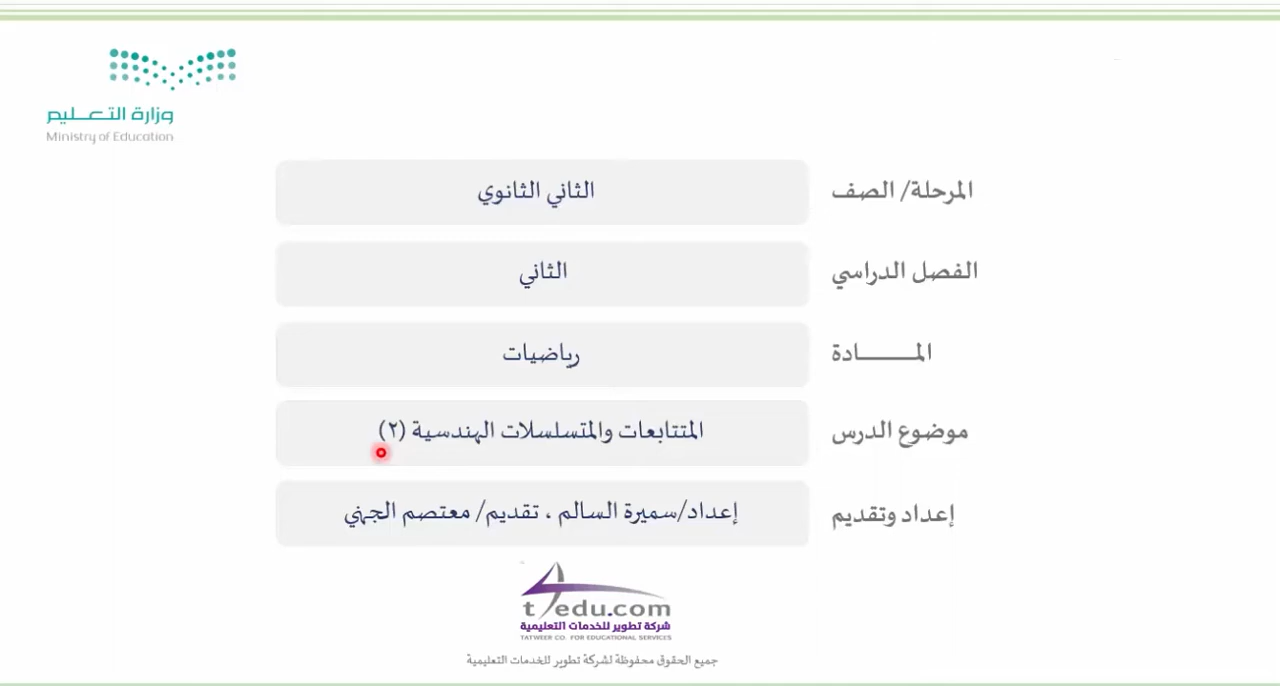 وزارة التعليم
Ministry of Education
المرحلة/ الصف الثاني الثانوي
الفصل الدراسي الثاني
المــــــادة رياضيات
موضوع الدرس المتتابعات والمتسلسلات الهندسية (٢)
إعداد وتقديم إعداد/سميرة السالم ، تقديم/ معتصم الجهني
t4edu.com
شركة تطوير للخدمات التعليمية
TATWEER CO. FOR EDUCATIONAL SERVICES
جميع الحقوق محفوظة لشركة تطوير للخدمات التعليمية